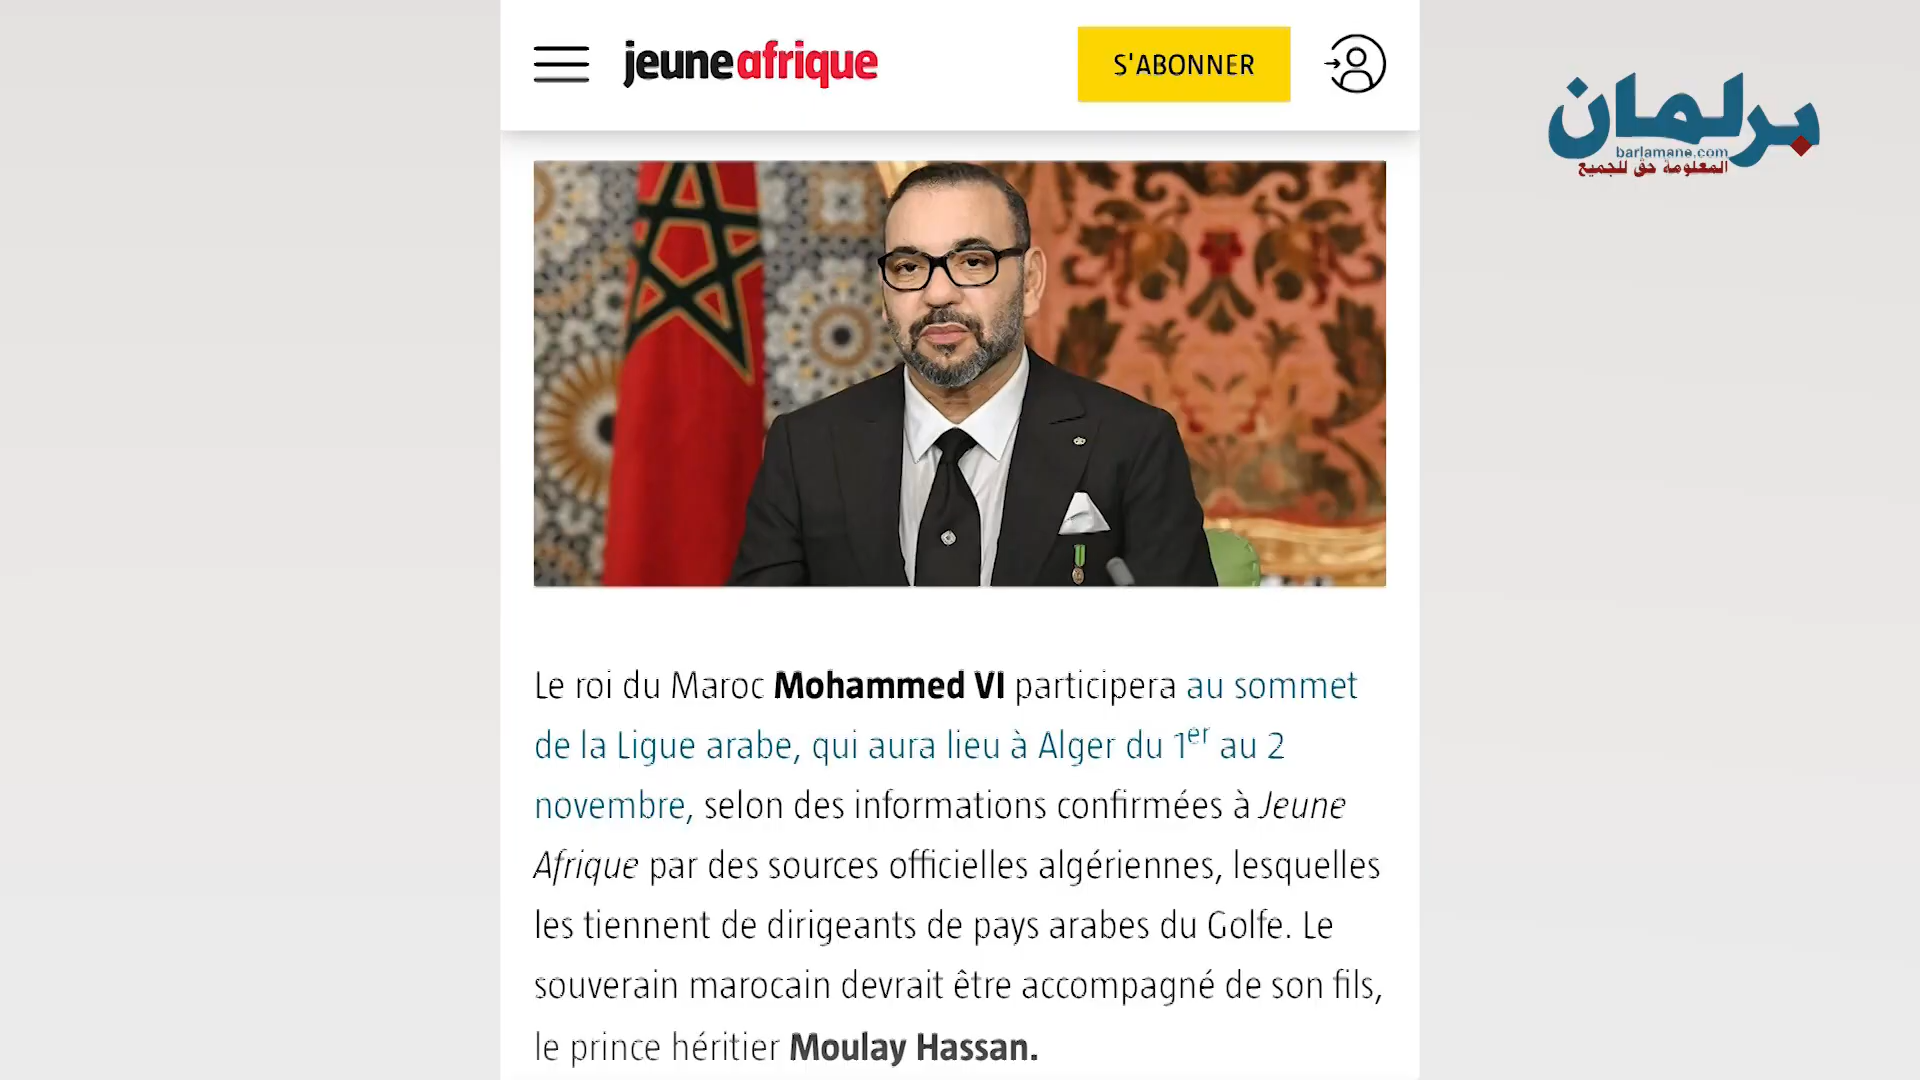 jeuneafrique
S'ABONNER
برلمان
barlamane.com
المعلومة حق للجميع
Le roi du Maroc Mohammed VI participera au sommet
de la Ligue arabe, qui aura lieu à Alger du 1er au 2
novembre, selon des informations confirmées à Jeune
Afrique par des sources officielles algériennes, lesquelles
les tiennent de dirigeants de pays arabes du Golfe. Le
souverain marocain devrait être accompagné de son fils,
le prince héritier Moulay Hassan.